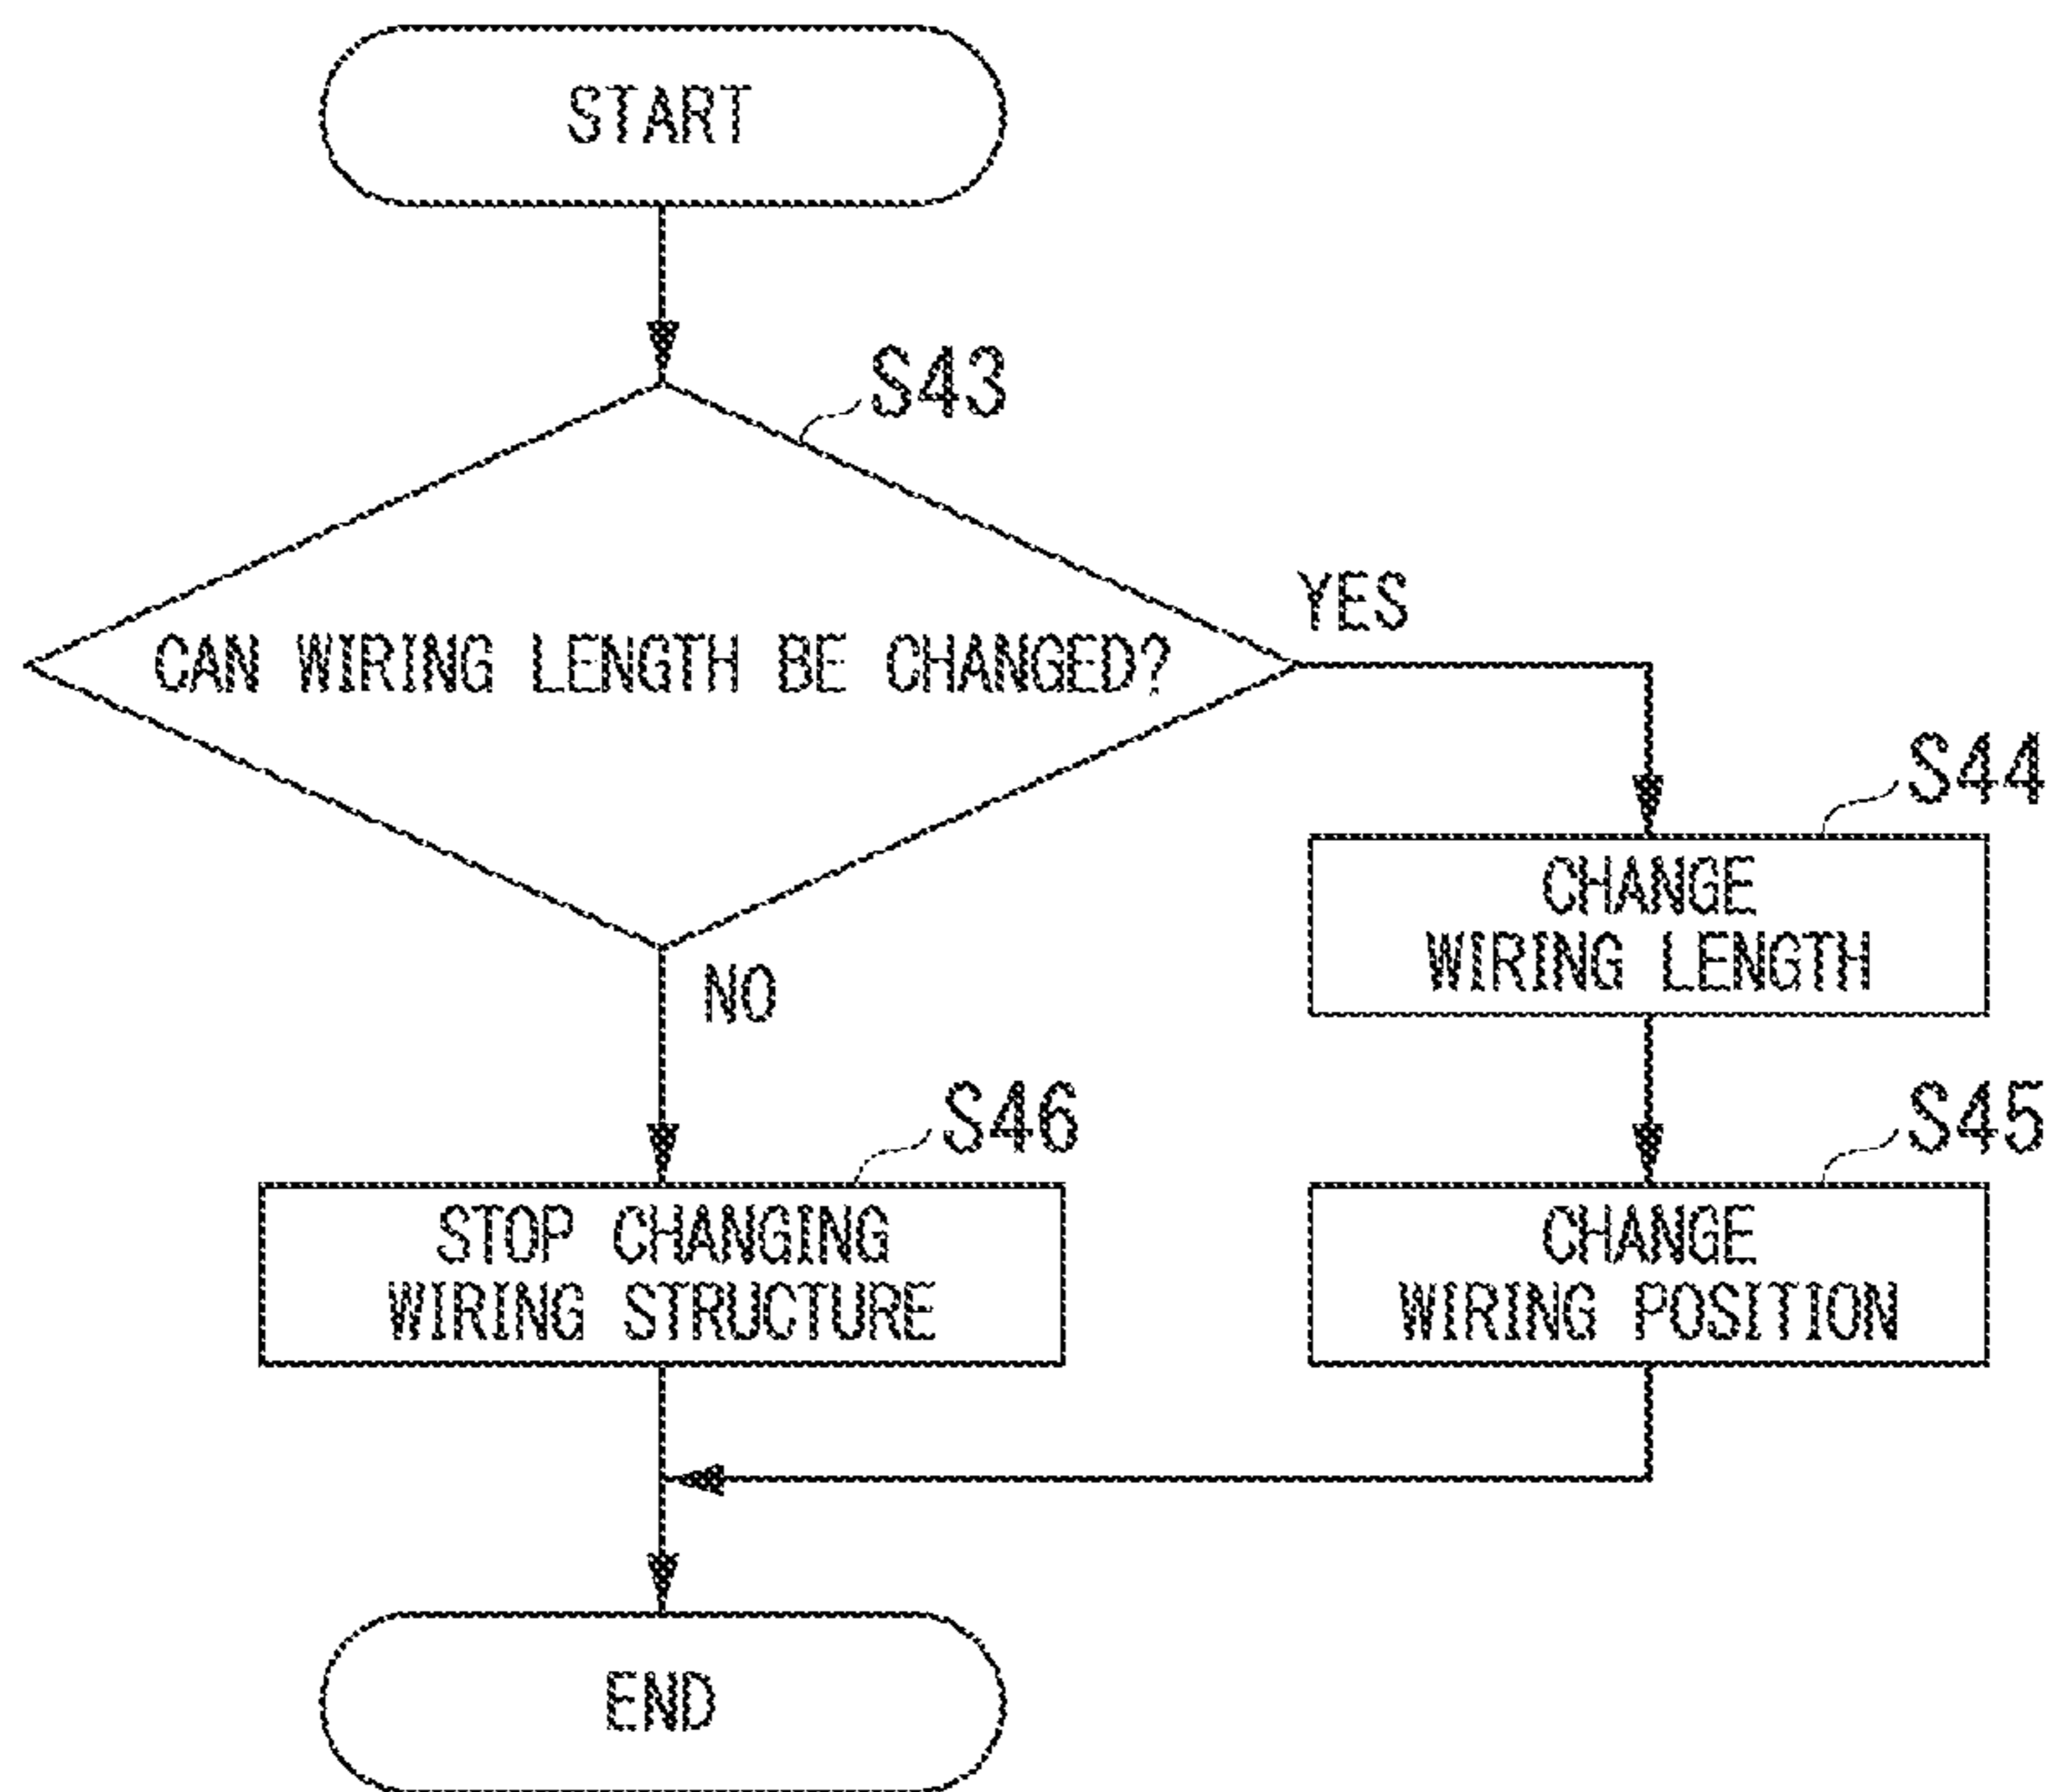 START
S43
CAN WIRING LENGTH BE CHANGED?
YES
S44
CHANGE
WIRING LENGTH
NO
S46
STOP CHANGING
WIRING STRUCTURE
S45
CHANGE
WIRING POSITION
END